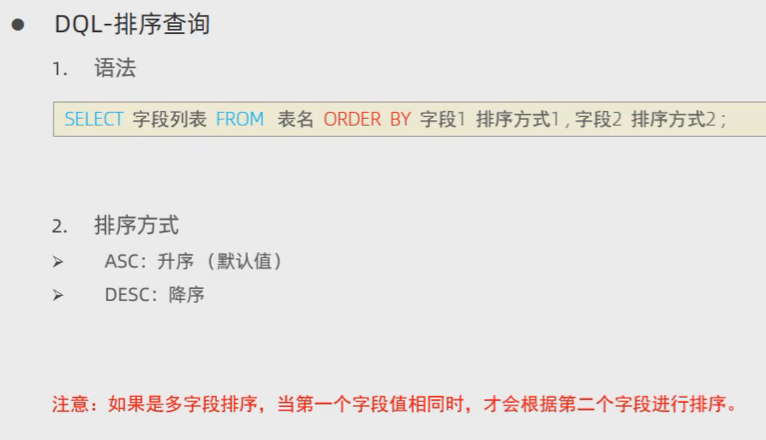 ● DQL-排序查询
1. 语法
SELECT 字段列表 FROM 表名 ORDER BY 字段1 排序方式1 , 字段2 排序方式2 ;
2. 排序方式
➢ ASC：升序（默认值）
➢ DESC：降序
注意：如果是多字段排序，当第一个字段值相同时，才会根据第二个字段进行排序。